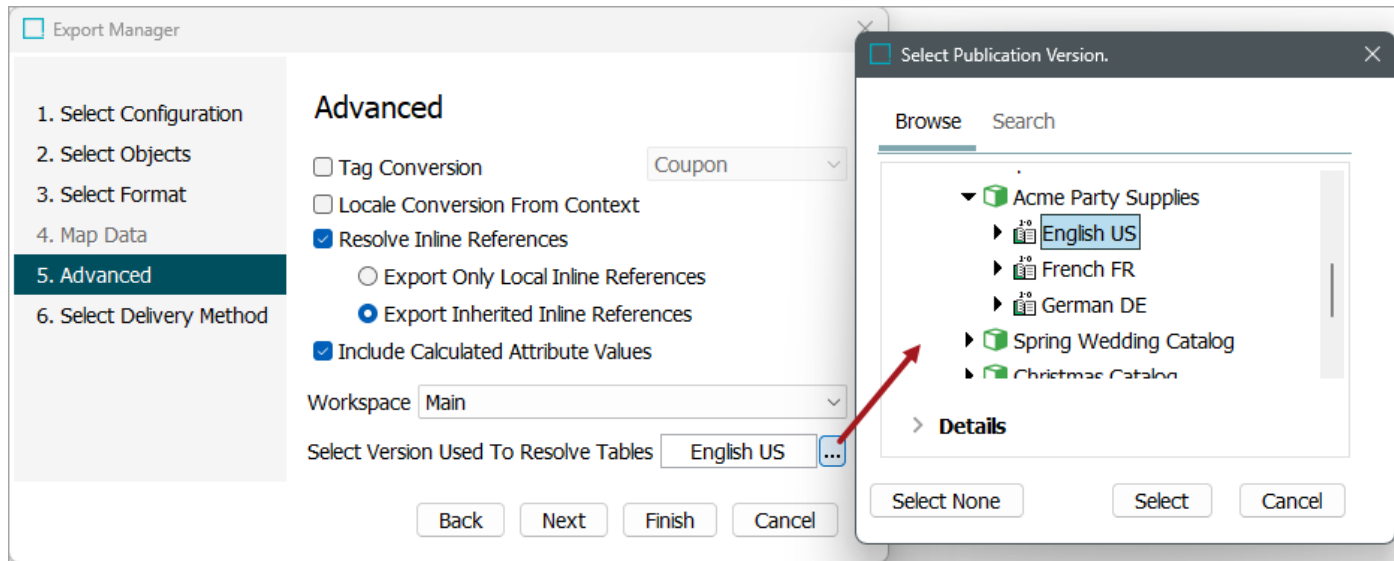 Export Manager
1. Select Configuration
2. Select Objects
3. Select Format
4. Map Data
5. Advanced
6. Select Delivery Method
Advanced
Tag Conversion Coupon
Locale Conversion From Context
Resolve Inline References
Export Only Local Inline References
Export Inherited Inline References
Include Calculated Attribute Values
Workspace Main
Select Version Used To Resolve Tables English US ...
Back Next Finish Cancel
Select Publication Version.
Browse Search
Acme Party Supplies
English US
French FR
German DE
Spring Wedding Catalog
Christmas Catalog
Details
Select None Select Cancel